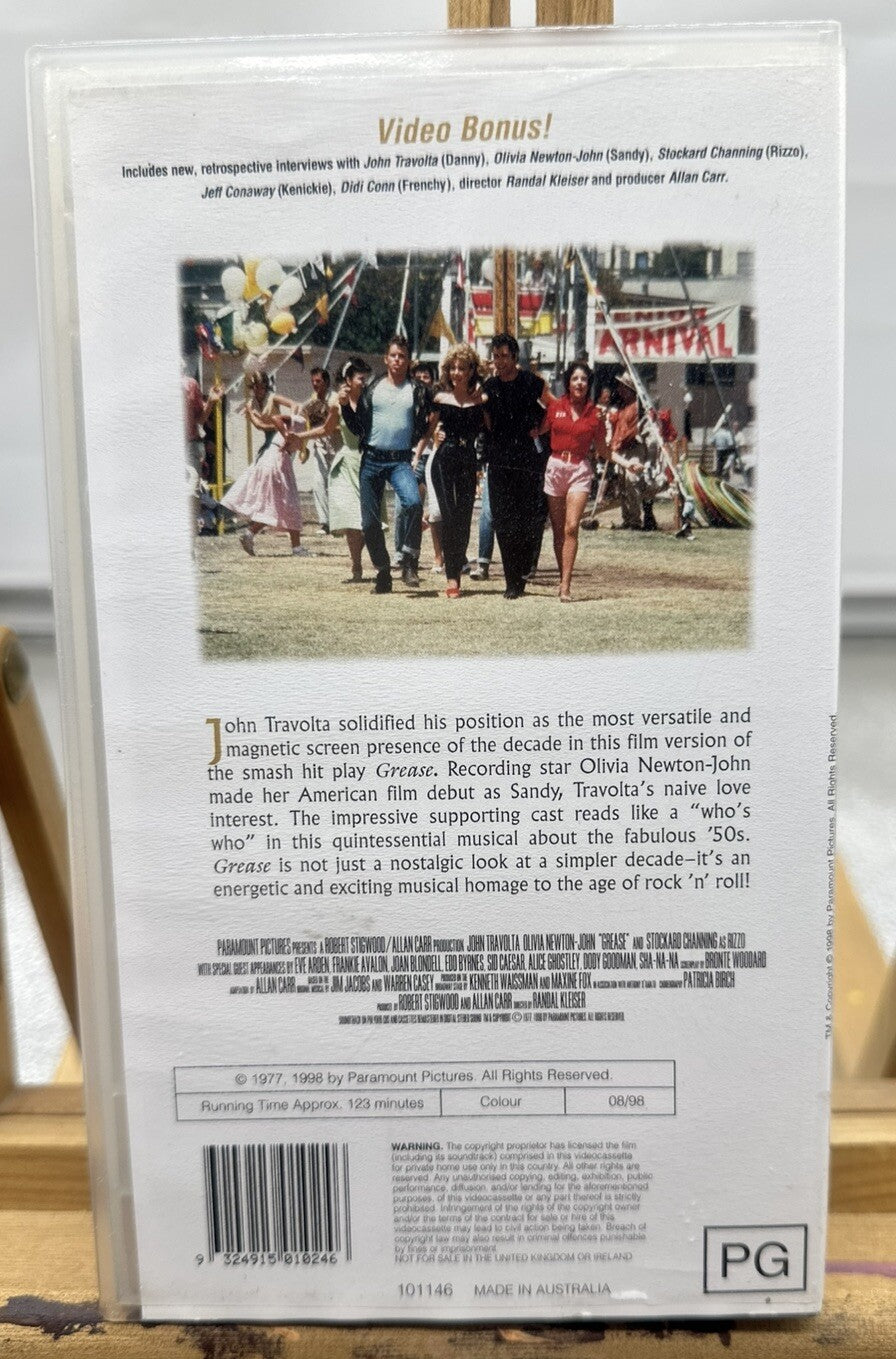 Video Bonus!
Includes new, retrospective interviews with John Travolta (Danny), Olivia Newton-John (Sandy), Stockard Channing (Rizzo),
Jeff Conaway (Kenickie), Didi Conn (Frenchy), director Randal Kleiser and producer Allan Carr.
ENIOR
ARNIVAL
John Travolta solidified his position as the most versatile and
magnetic screen presence of the decade in this film version of
the smash hit play Grease. Recording star Olivia Newton-John
made her American film debut as Sandy, Travolta's naive love
interest. The impressive supporting cast reads like a "who's
who" in this quintessential musical about the fabulous '50s.
Grease is not just a nostalgic look at a simpler decade–it's an
energetic and exciting musical homage to the age of rock 'n' roll!
PARAMOUNT PICTURES PRESENTS A ROBERT STIGWOOD/ALLAN CARR PRODUCTION JOHN TRAVOLTA OLIVIA NEWTON-JOHN "GREASE" AND STOCKARD CHANNING AS RIZZO
WITH SPECIAL GUEST APPEARANCES BY EVE ARDEN, FRANKIE AVALON, JOAN BLONDELL, EDD BYRNES, SID CAESAR, ALICE GHOSTLEY, DODY GOODMAN, SHA-NA-NA SCREENPLAY BY BRONTE WOODARD
ADAPTATION BY ALLAN CARR BASED ON THE ORIGINAL MUSICAL BY JIM JACOBS AND WARREN CASEY PRODUCED ON THE BROADWAY STAGE BY KENNETH WAISSMAN AND MAXINE FOX IN ASSOCIATION WITH ANTHONY D'AMATO CHOREOGRAPHY PATRICIA BIRCH
PRODUCED BY ROBERT STIGWOOD AND ALLAN CARR DIRECTED BY RANDAL KLEISER
TM & Copyright © 1998 by Paramount Pictures. All Rights Reserved
© 1977, 1998 by Paramount Pictures. All Rights Reserved.
Running Time Approx. 123 minutes Colour 08/98
WARNING. The copyright proprietor has licensed the film
(including its soundtrack) comprised in this videocassette
for private home use only in this country. All other rights are
reserved. Any unauthorised copying, editing, exhibition, public
performance, diffusion, and/or lending for the aforementioned
purposes, of this videocassette or any part thereof is strictly
prohibited. Infringement of the rights of the copyright owner
and/or the terms of the contract for sale or hire of this
videocassette may lead to civil action being taken. Breach of
copyright law may also result in criminal offences punishable
by fines or imprisonment.
NOT FOR SALE IN THE UNITED KINGDOM OR IRELAND
9 324915 010246
101146 MADE IN AUSTRALIA
PG